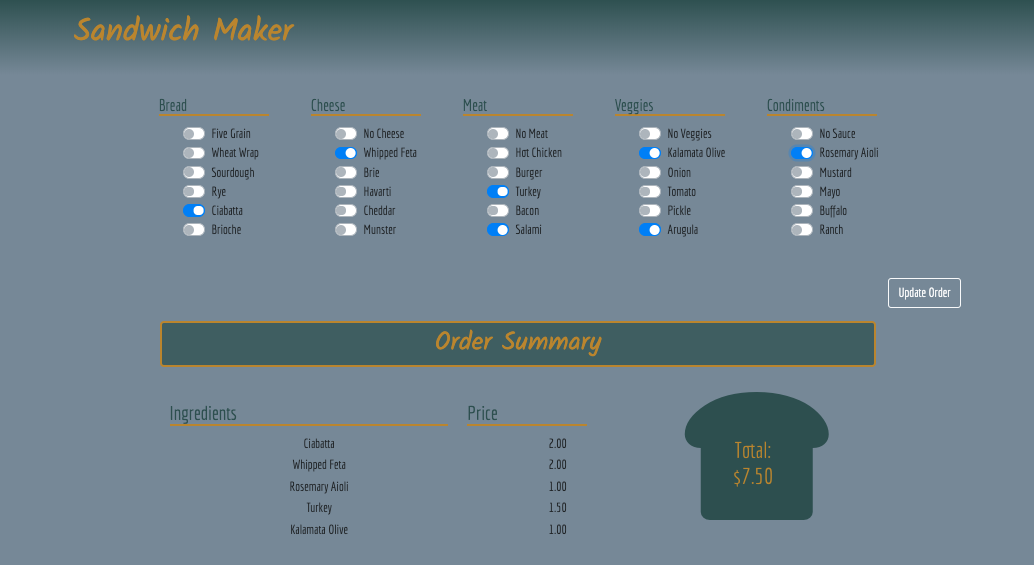 Sandwich Maker
Bread
Five Grain
Wheat Wrap
Sourdough
Rye
Ciabatta
Brioche
Cheese
No Cheese
Whipped Feta
Brie
Havarti
Cheddar
Munster
Meat
No Meat
Hot Chicken
Burger
Turkey
Bacon
Salami
Veggies
No Veggies
Kalamata Olive
Onion
Tomato
Pickle
Arugula
Condiments
No Sauce
Rosemary Aioli
Mustard
Mayo
Buffalo
Ranch
Update Order
Order Summary
Ingredients Price
Ciabatta 2.00
Whipped Feta 2.00
Rosemary Aioli 1.00
Turkey 1.50
Kalamata Olive 1.00
Total:
$7.50